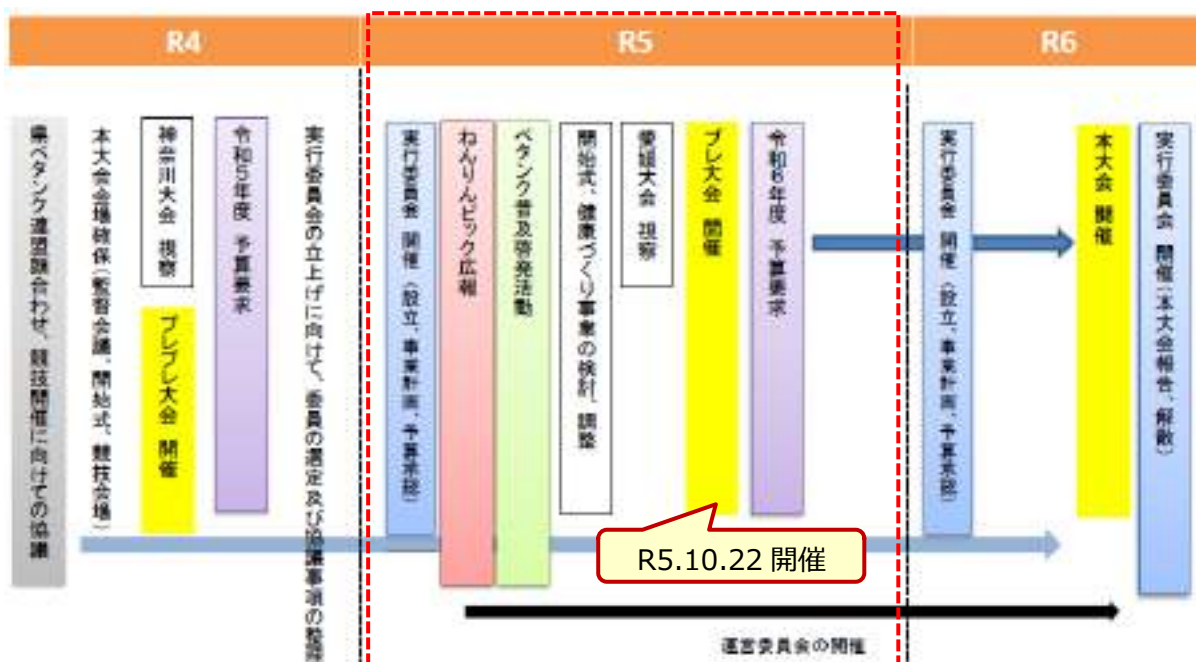 R4
R5
R6
県ペタンク連盟顔合わせ、競技開催に向けての協議
本大会会場確保(監督会議、開始式、競技会場)
神奈川大会 視察
プレプレ大会 開催
令和5年度 予算要求
実行委員会の立上げに向けて、委員の選定及び協議事項の整理
実行委員会 開催(設立、事業計画、予算承認)
ねんりんピック広報
ペタンク普及啓発活動
開始式、健康づくり事業の検討、調整
愛媛大会 視察
プレ大会 開催
令和6年度 予算要求
R5.10.22 開催
実行委員会 開催(設立、事業計画、予算承認)
本大会 開催
実行委員会 開催(本大会報告、解散)
運営委員会の開催